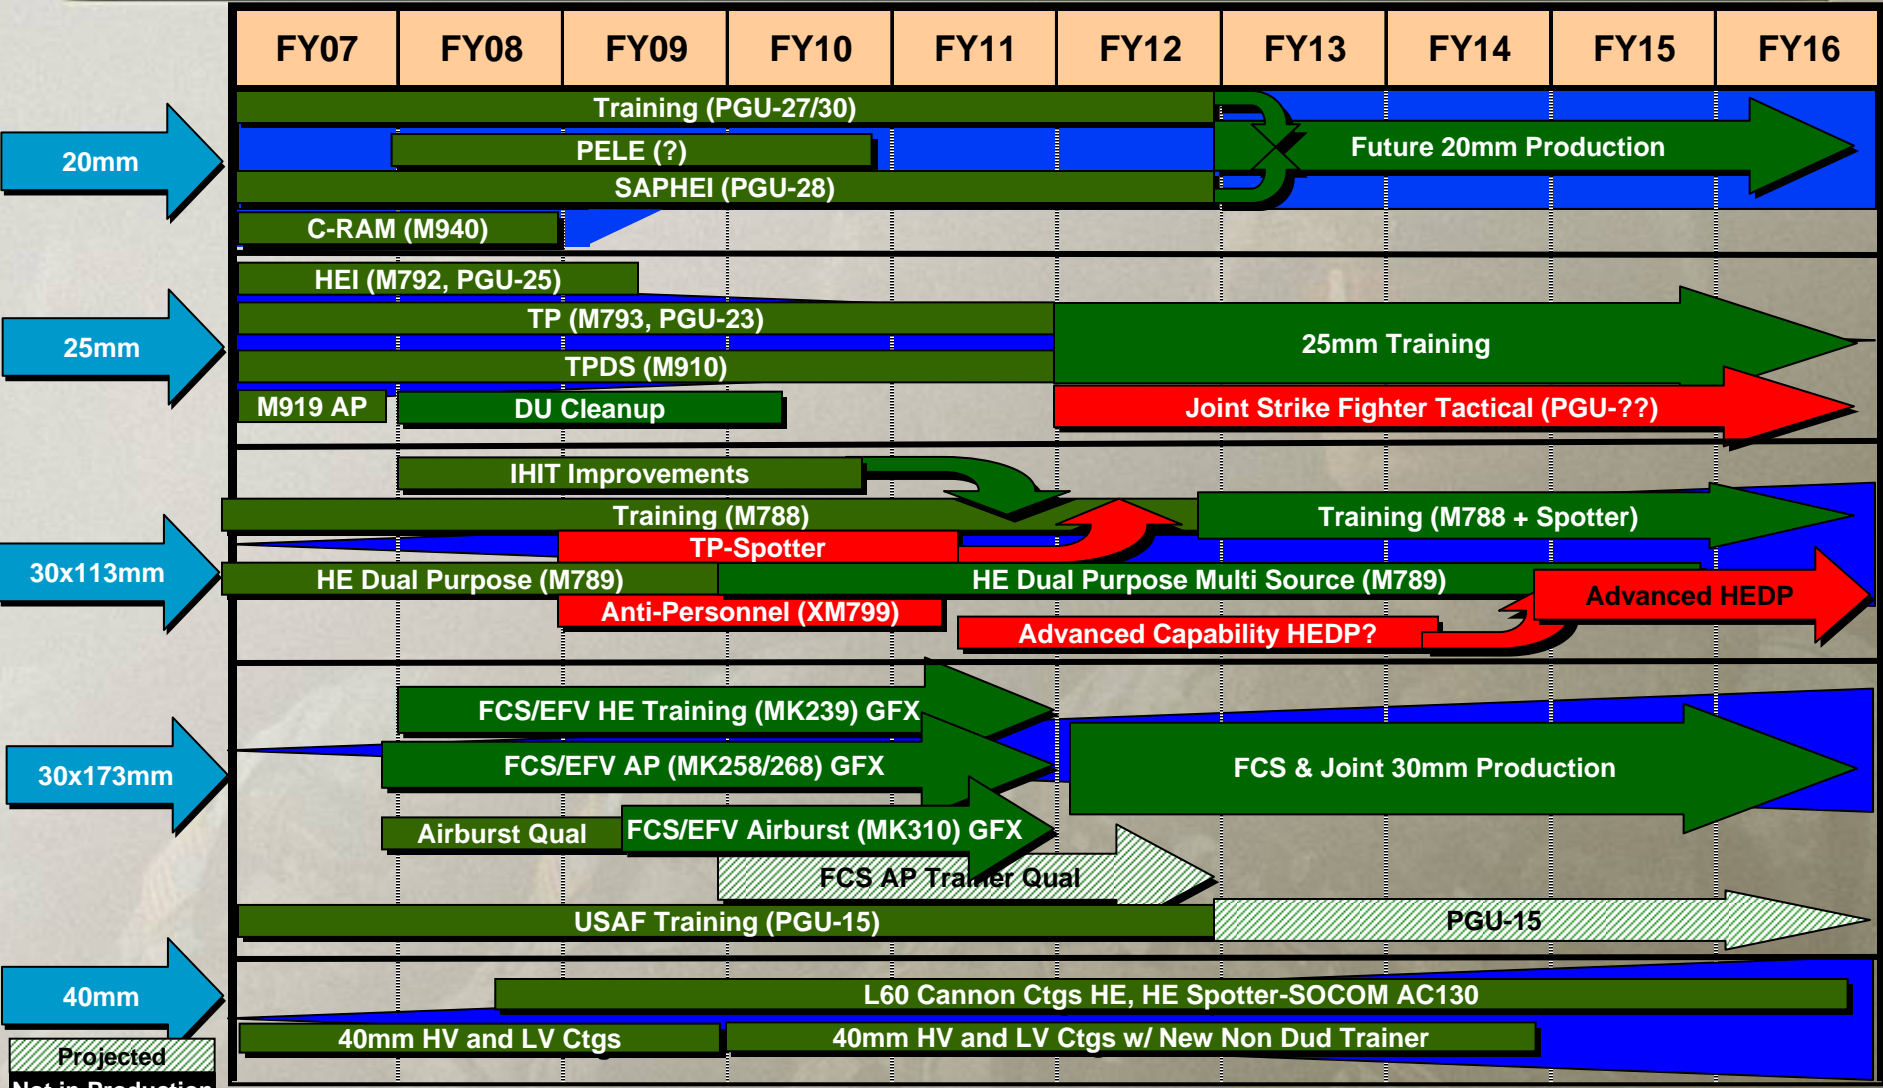 FY07 FY08 FY09 FY10 FY11 FY12 FY13 FY14 FY15 FY16
20mm
Training (PGU-27/30)
PELE (?)
SAPHEI (PGU-28)
C-RAM (M940)
Future 20mm Production
25mm
HEI (M792, PGU-25)
TP (M793, PGU-23)
TPDS (M910)
M919 AP
DU Cleanup
25mm Training
Joint Strike Fighter Tactical (PGU-??)
30x113mm
IHIT Improvements
Training (M788)
Training (M788 + Spotter)
TP-Spotter
HE Dual Purpose (M789)
HE Dual Purpose Multi Source (M789)
Advanced HEDP
Anti-Personnel (XM799)
Advanced Capability HEDP?
30x173mm
FCS/EFV HE Training (MK239) GFX
FCS/EFV AP (MK258/268) GFX
FCS & Joint 30mm Production
Airburst Qual
FCS/EFV Airburst (MK310) GFX
FCS AP Trainer Qual
USAF Training (PGU-15)
PGU-15
40mm
L60 Cannon Ctgs HE, HE Spotter-SOCOM AC130
40mm HV and LV Ctgs
40mm HV and LV Ctgs w/ New Non Dud Trainer
Projected
Not in Production